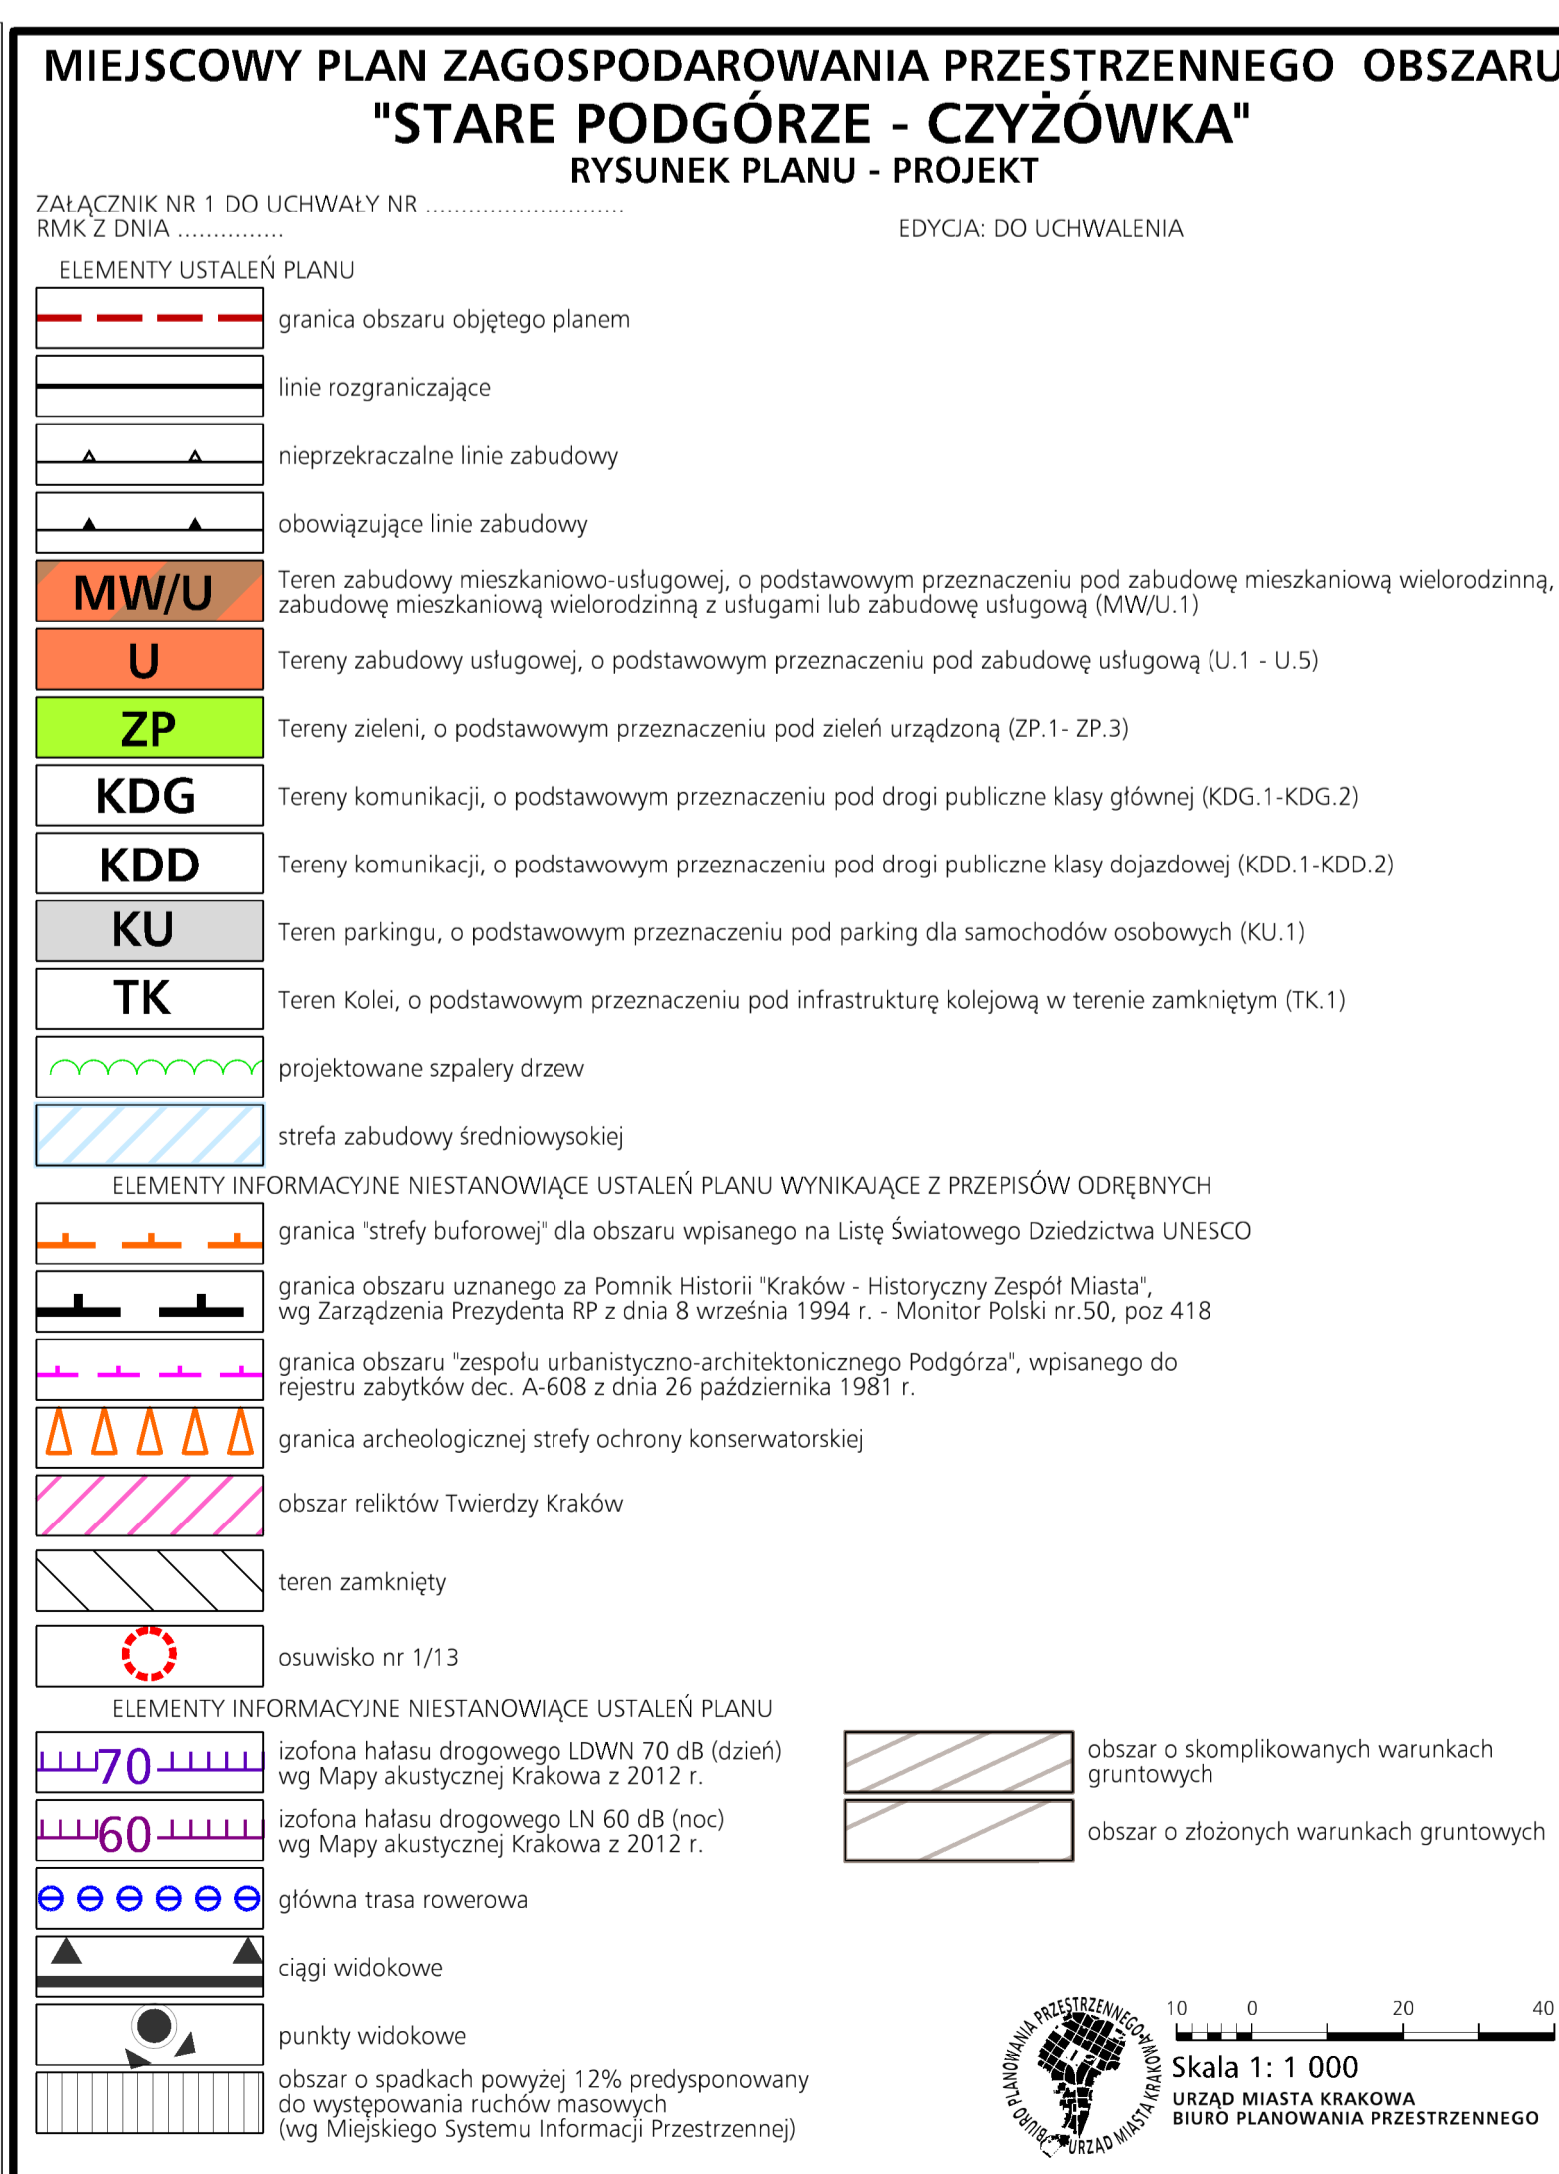 MIEJSCOWY PLAN ZAGOSPODAROWANIA PRZESTRZENNEGO OBSZARU
"STARE PODGÓRZE - CZYŻÓWKA"
RYSUNEK PLANU - PROJEKT
ZAŁĄCZNIK NR 1 DO UCHWAŁY NR ............................
RMK Z DNIA ...............
EDYCJA: DO UCHWALENIA
ELEMENTY USTALEŃ PLANU
granica obszaru objętego planem
linie rozgraniczające
nieprzekraczalne linie zabudowy
obowiązujące linie zabudowy
MW/U
Teren zabudowy mieszkaniowo-usługowej, o podstawowym przeznaczeniu pod zabudowę mieszkaniową wielorodzinną,
zabudowę mieszkaniową wielorodzinną z usługami lub zabudowę usługową (MW/U.1)
U
Tereny zabudowy usługowej, o podstawowym przeznaczeniu pod zabudowę usługową (U.1 - U.5)
ZP
Tereny zieleni, o podstawowym przeznaczeniu pod zieleń urządzoną (ZP.1- ZP.3)
KDG
Tereny komunikacji, o podstawowym przeznaczeniu pod drogi publiczne klasy głównej (KDG.1-KDG.2)
KDD
Tereny komunikacji, o podstawowym przeznaczeniu pod drogi publiczne klasy dojazdowej (KDD.1-KDD.2)
KU
Teren parkingu, o podstawowym przeznaczeniu pod parking dla samochodów osobowych (KU.1)
TK
Teren Kolei, o podstawowym przeznaczeniu pod infrastrukturę kolejową w terenie zamkniętym (TK.1)
projektowane szpalery drzew
strefa zabudowy średniowysokiej
ELEMENTY INFORMACYJNE NIESTANOWIĄCE USTALEŃ PLANU WYNIKAJĄCE Z PRZEPISÓW ODRĘBNYCH
granica "strefy buforowej" dla obszaru wpisanego na Listę Światowego Dziedzictwa UNESCO
granica obszaru uznanego za Pomnik Historii "Kraków - Historyczny Zespół Miasta",
wg Zarządzenia Prezydenta RP z dnia 8 września 1994 r. - Monitor Polski nr.50, poz 418
granica obszaru "zespołu urbanistyczno-architektonicznego Podgórza", wpisanego do
rejestru zabytków dec. A-608 z dnia 26 października 1981 r.
granica archeologicznej strefy ochrony konserwatorskiej
obszar reliktów Twierdzy Kraków
teren zamknięty
osuwisko nr 1/13
ELEMENTY INFORMACYJNE NIESTANOWIĄCE USTALEŃ PLANU
70
izofona hałasu drogowego LDWN 70 dB (dzień)
wg Mapy akustycznej Krakowa z 2012 r.
60
izofona hałasu drogowego LN 60 dB (noc)
wg Mapy akustycznej Krakowa z 2012 r.
główna trasa rowerowa
ciągi widokowe
punkty widokowe
obszar o spadkach powyżej 12% predysponowany
do występowania ruchów masowych
(wg Miejskiego Systemu Informacji Przestrzennej)
obszar o skomplikowanych warunkach
gruntowych
obszar o złożonych warunkach gruntowych
BIURO PLANOWANIA PRZESTRZENNEGO
URZĄD MIASTA KRAKOWA
10 0 20 40
Skala 1: 1 000
URZĄD MIASTA KRAKOWA
BIURO PLANOWANIA PRZESTRZENNEGO